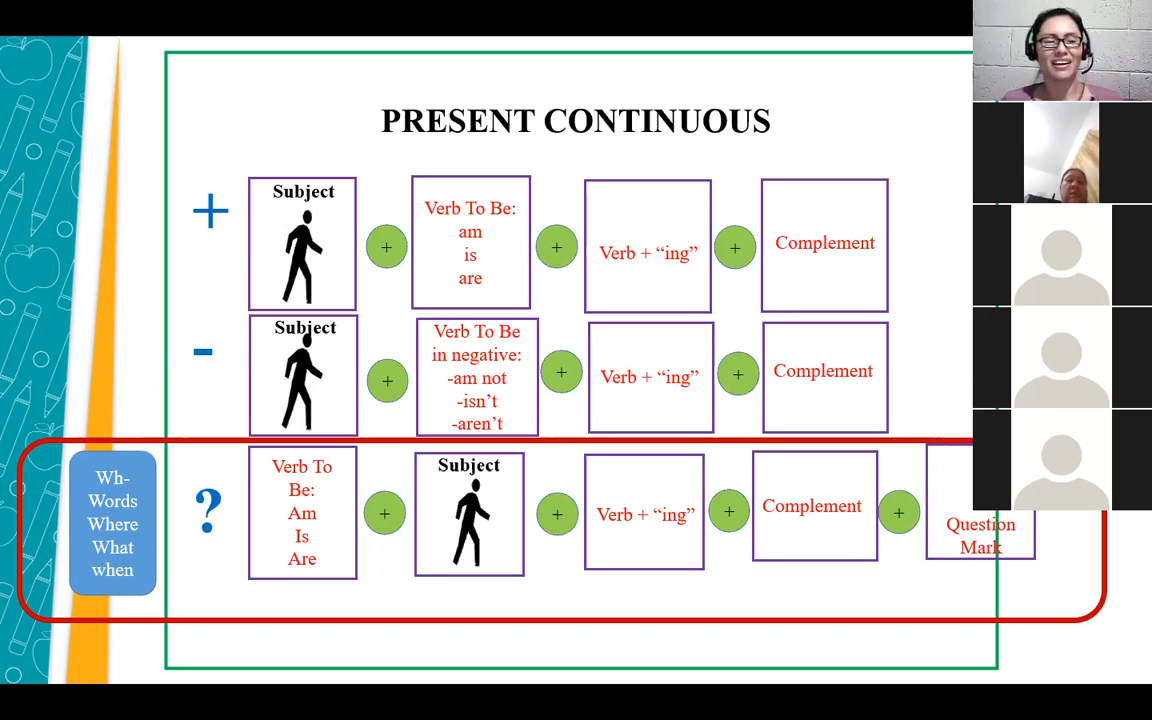 PRESENT CONTINUOUS
+
Subject
+
Verb To Be:
am
is
are
+
Verb + “ing”
+
Complement
-
Subject
+
Verb To Be
in negative:
-am not
-isn’t
-aren’t
+
Verb + “ing”
+
Complement
Wh-
Words
Where
What
when
?
Verb To
Be:
Am
Is
Are
+
Subject
+
Verb + “ing”
+
Complement
+
Question
Mark